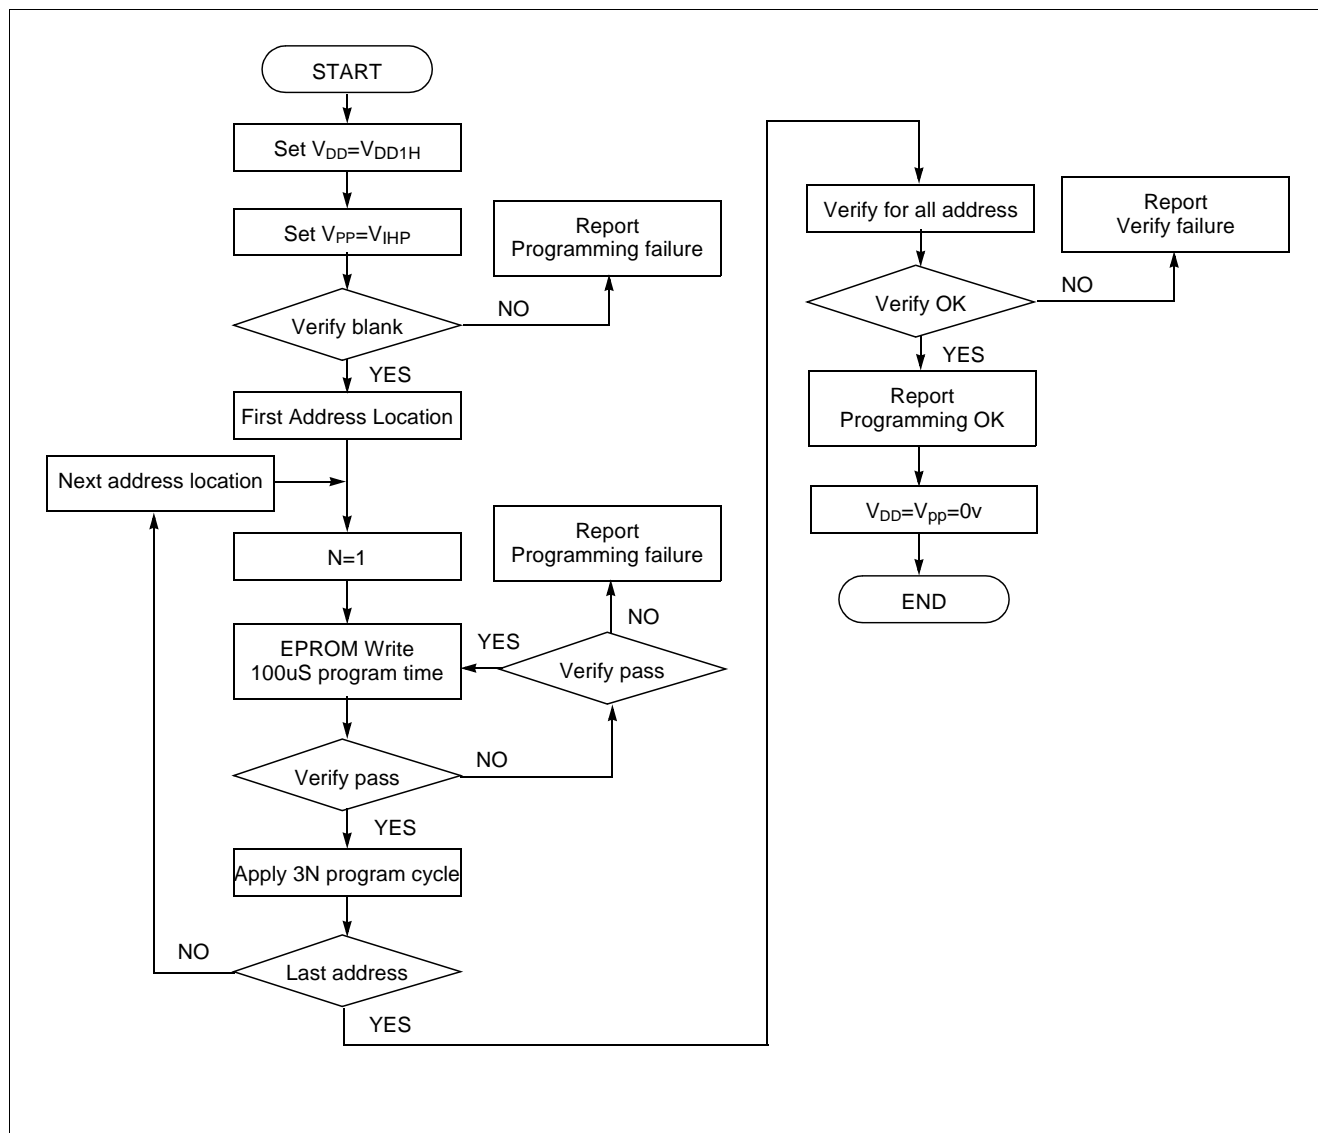 START
Set VDD=VDD1H
Set VPP=VIHP
Report
Programming failure
Verify blank
NO
YES
First Address Location
Next address location
N=1
Report
Programming failure
NO
YES
EPROM Write
100uS program time
Verify pass
Verify pass
NO
YES
Apply 3N program cycle
NO
Last address
YES
Verify for all address
Report
Verify failure
Verify OK
NO
YES
Report
Programming OK
VDD=Vpp=0v
END